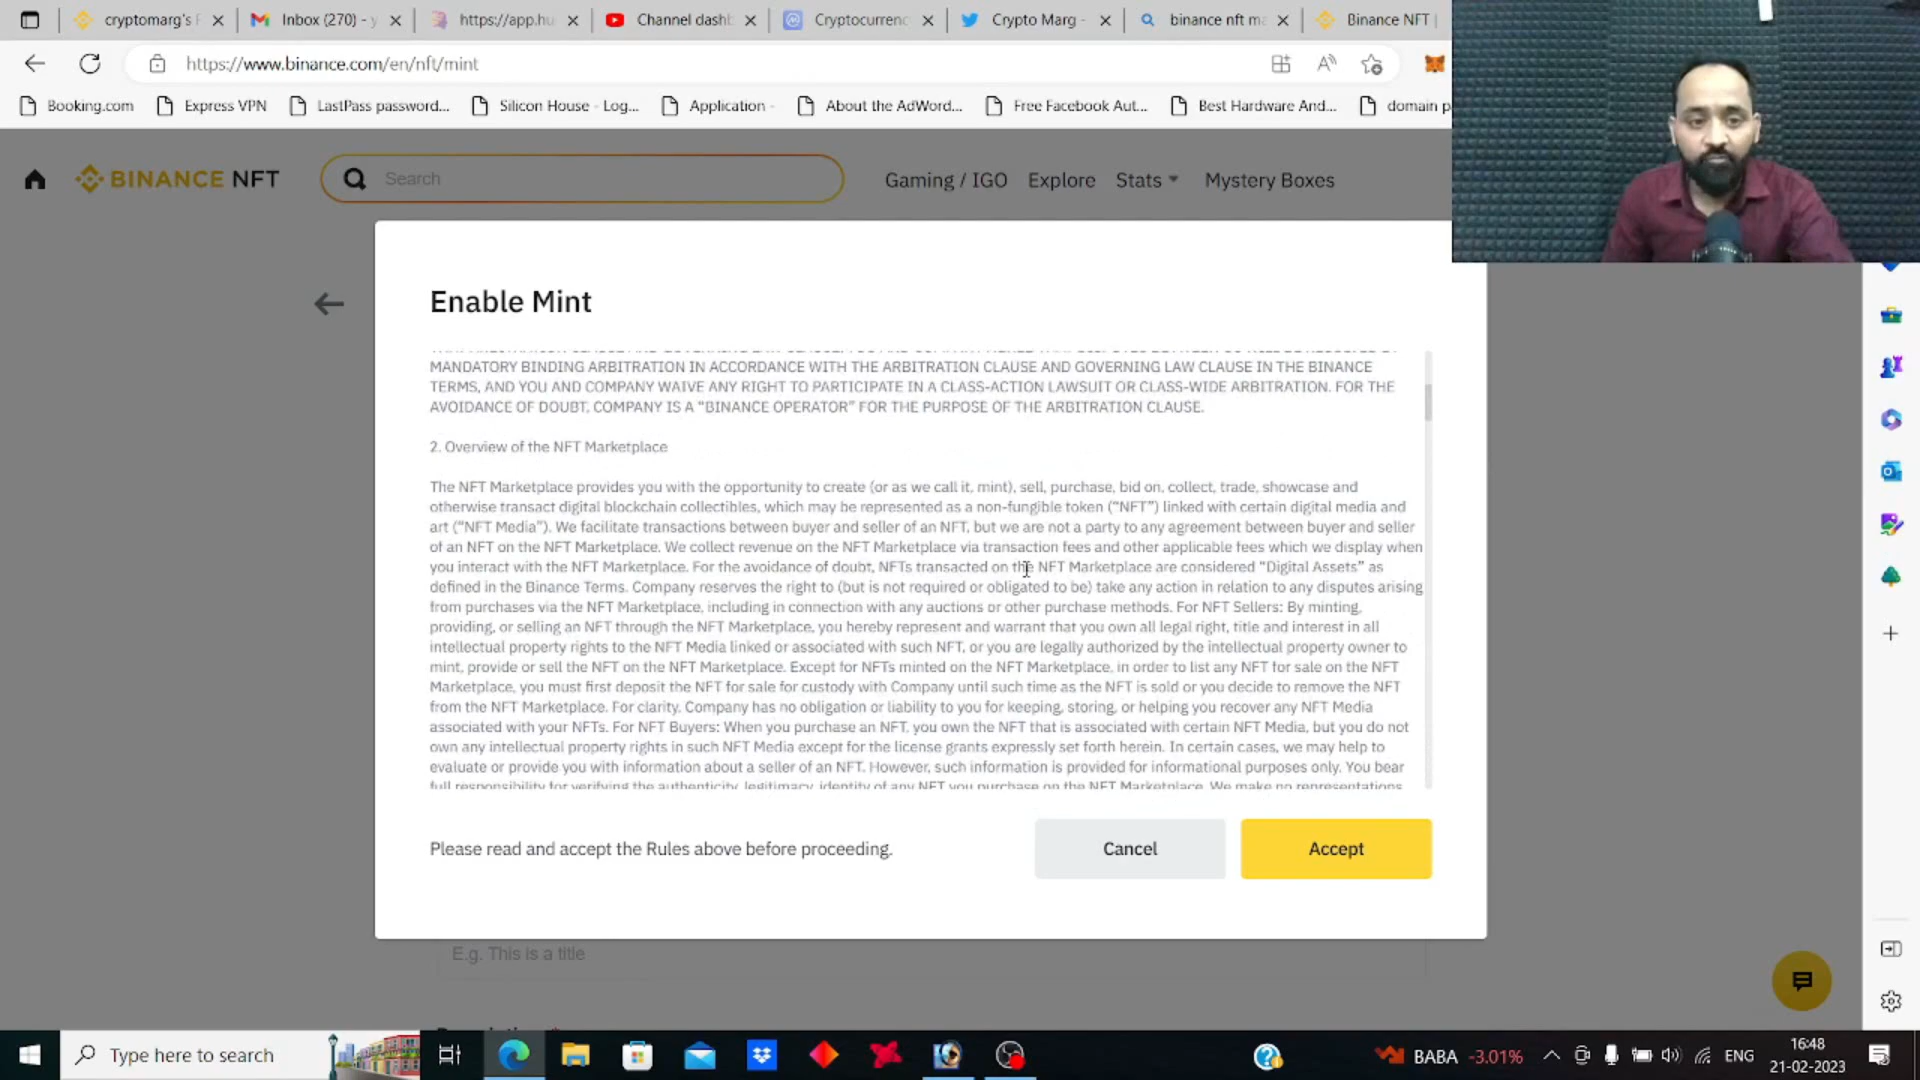 cryptomarg's F
Inbox (270) - y
https://app.hu
Channel dashb
Cryptocurrenc
Crypto Marg -
binance nft ma
Binance NFT |
https://www.binance.com/en/nft/mint
Booking.com
Express VPN
LastPass password...
Silicon House - Log...
Application -
About the AdWord...
Free Facebook Aut...
Best Hardware And...
domain p
BINANCE NFT
Search
Gaming / IGO
Explore
Stats
Mystery Boxes
Enable Mint
MANDATORY BINDING ARBITRATION IN ACCORDANCE WITH THE ARBITRATION CLAUSE AND GOVERNING LAW CLAUSE IN THE BINANCE
TERMS, AND YOU AND COMPANY WAIVE ANY RIGHT TO PARTICIPATE IN A CLASS-ACTION LAWSUIT OR CLASS-WIDE ARBITRATION. FOR THE
AVOIDANCE OF DOUBT, COMPANY IS A “BINANCE OPERATOR” FOR THE PURPOSE OF THE ARBITRATION CLAUSE.
2. Overview of the NFT Marketplace
The NFT Marketplace provides you with the opportunity to create (or as we call it, mint), sell, purchase, bid on, collect, trade, showcase and
otherwise transact digital blockchain collectibles, which may be represented as a non-fungible token (“NFT”) linked with certain digital media and
art (“NFT Media”). We facilitate transactions between buyer and seller of an NFT, but we are not a party to any agreement between buyer and seller
of an NFT on the NFT Marketplace. We collect revenue on the NFT Marketplace via transaction fees and other applicable fees which we display when
you interact with the NFT Marketplace. For the avoidance of doubt, NFTs transacted on the NFT Marketplace are considered “Digital Assets” as
defined in the Binance Terms. Company reserves the right to (but is not required or obligated to be) take any action in relation to any disputes arising
from purchases via the NFT Marketplace, including in connection with any auctions or other purchase methods. For NFT Sellers: By minting,
providing, or selling an NFT through the NFT Marketplace, you hereby represent and warrant that you own all legal right, title and interest in all
intellectual property rights to the NFT Media linked or associated with such NFT, or you are legally authorized by the intellectual property owner to
mint, provide or sell the NFT on the NFT Marketplace. Except for NFTs minted on the NFT Marketplace, in order to list any NFT for sale on the NFT
Marketplace, you must first deposit the NFT for sale for custody with Company until such time as the NFT is sold or you decide to remove the NFT
from the NFT Marketplace. For clarity, Company has no obligation or liability to you for keeping, storing, or helping you recover any NFT Media
associated with your NFTs. For NFT Buyers: When you purchase an NFT, you own the NFT that is associated with certain NFT Media, but you do not
own any intellectual property rights in such NFT Media except for the license grants expressly set forth herein. In certain cases, we may help to
evaluate or provide you with information about a seller of an NFT. However, such information is provided for informational purposes only. You bear
full responsibility for verifying the authenticity, legitimacy, identity of any NFT you purchase on the NFT Marketplace. We make no representations
Please read and accept the Rules above before proceeding.
Cancel
Accept
E.g. This is a title
Type here to search
BABA -3.01%
ENG
16:48
21-02-2023